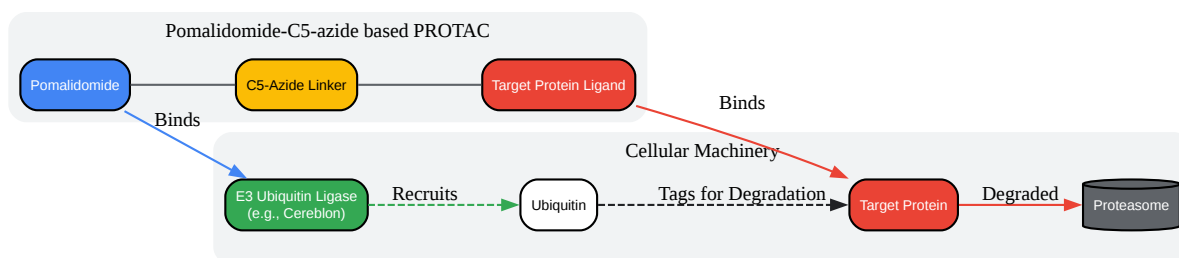 Pomalidomide-C5-azide based PROTAC
Pomalidomide
C5-Azide Linker
Target Protein Ligand
Binds
Binds
Cellular Machinery
E3 Ubiquitin Ligase
(e.g., Cereblon)
Recruits
Ubiquitin
Tags for Degradation
Target Protein
Degraded
Proteasome